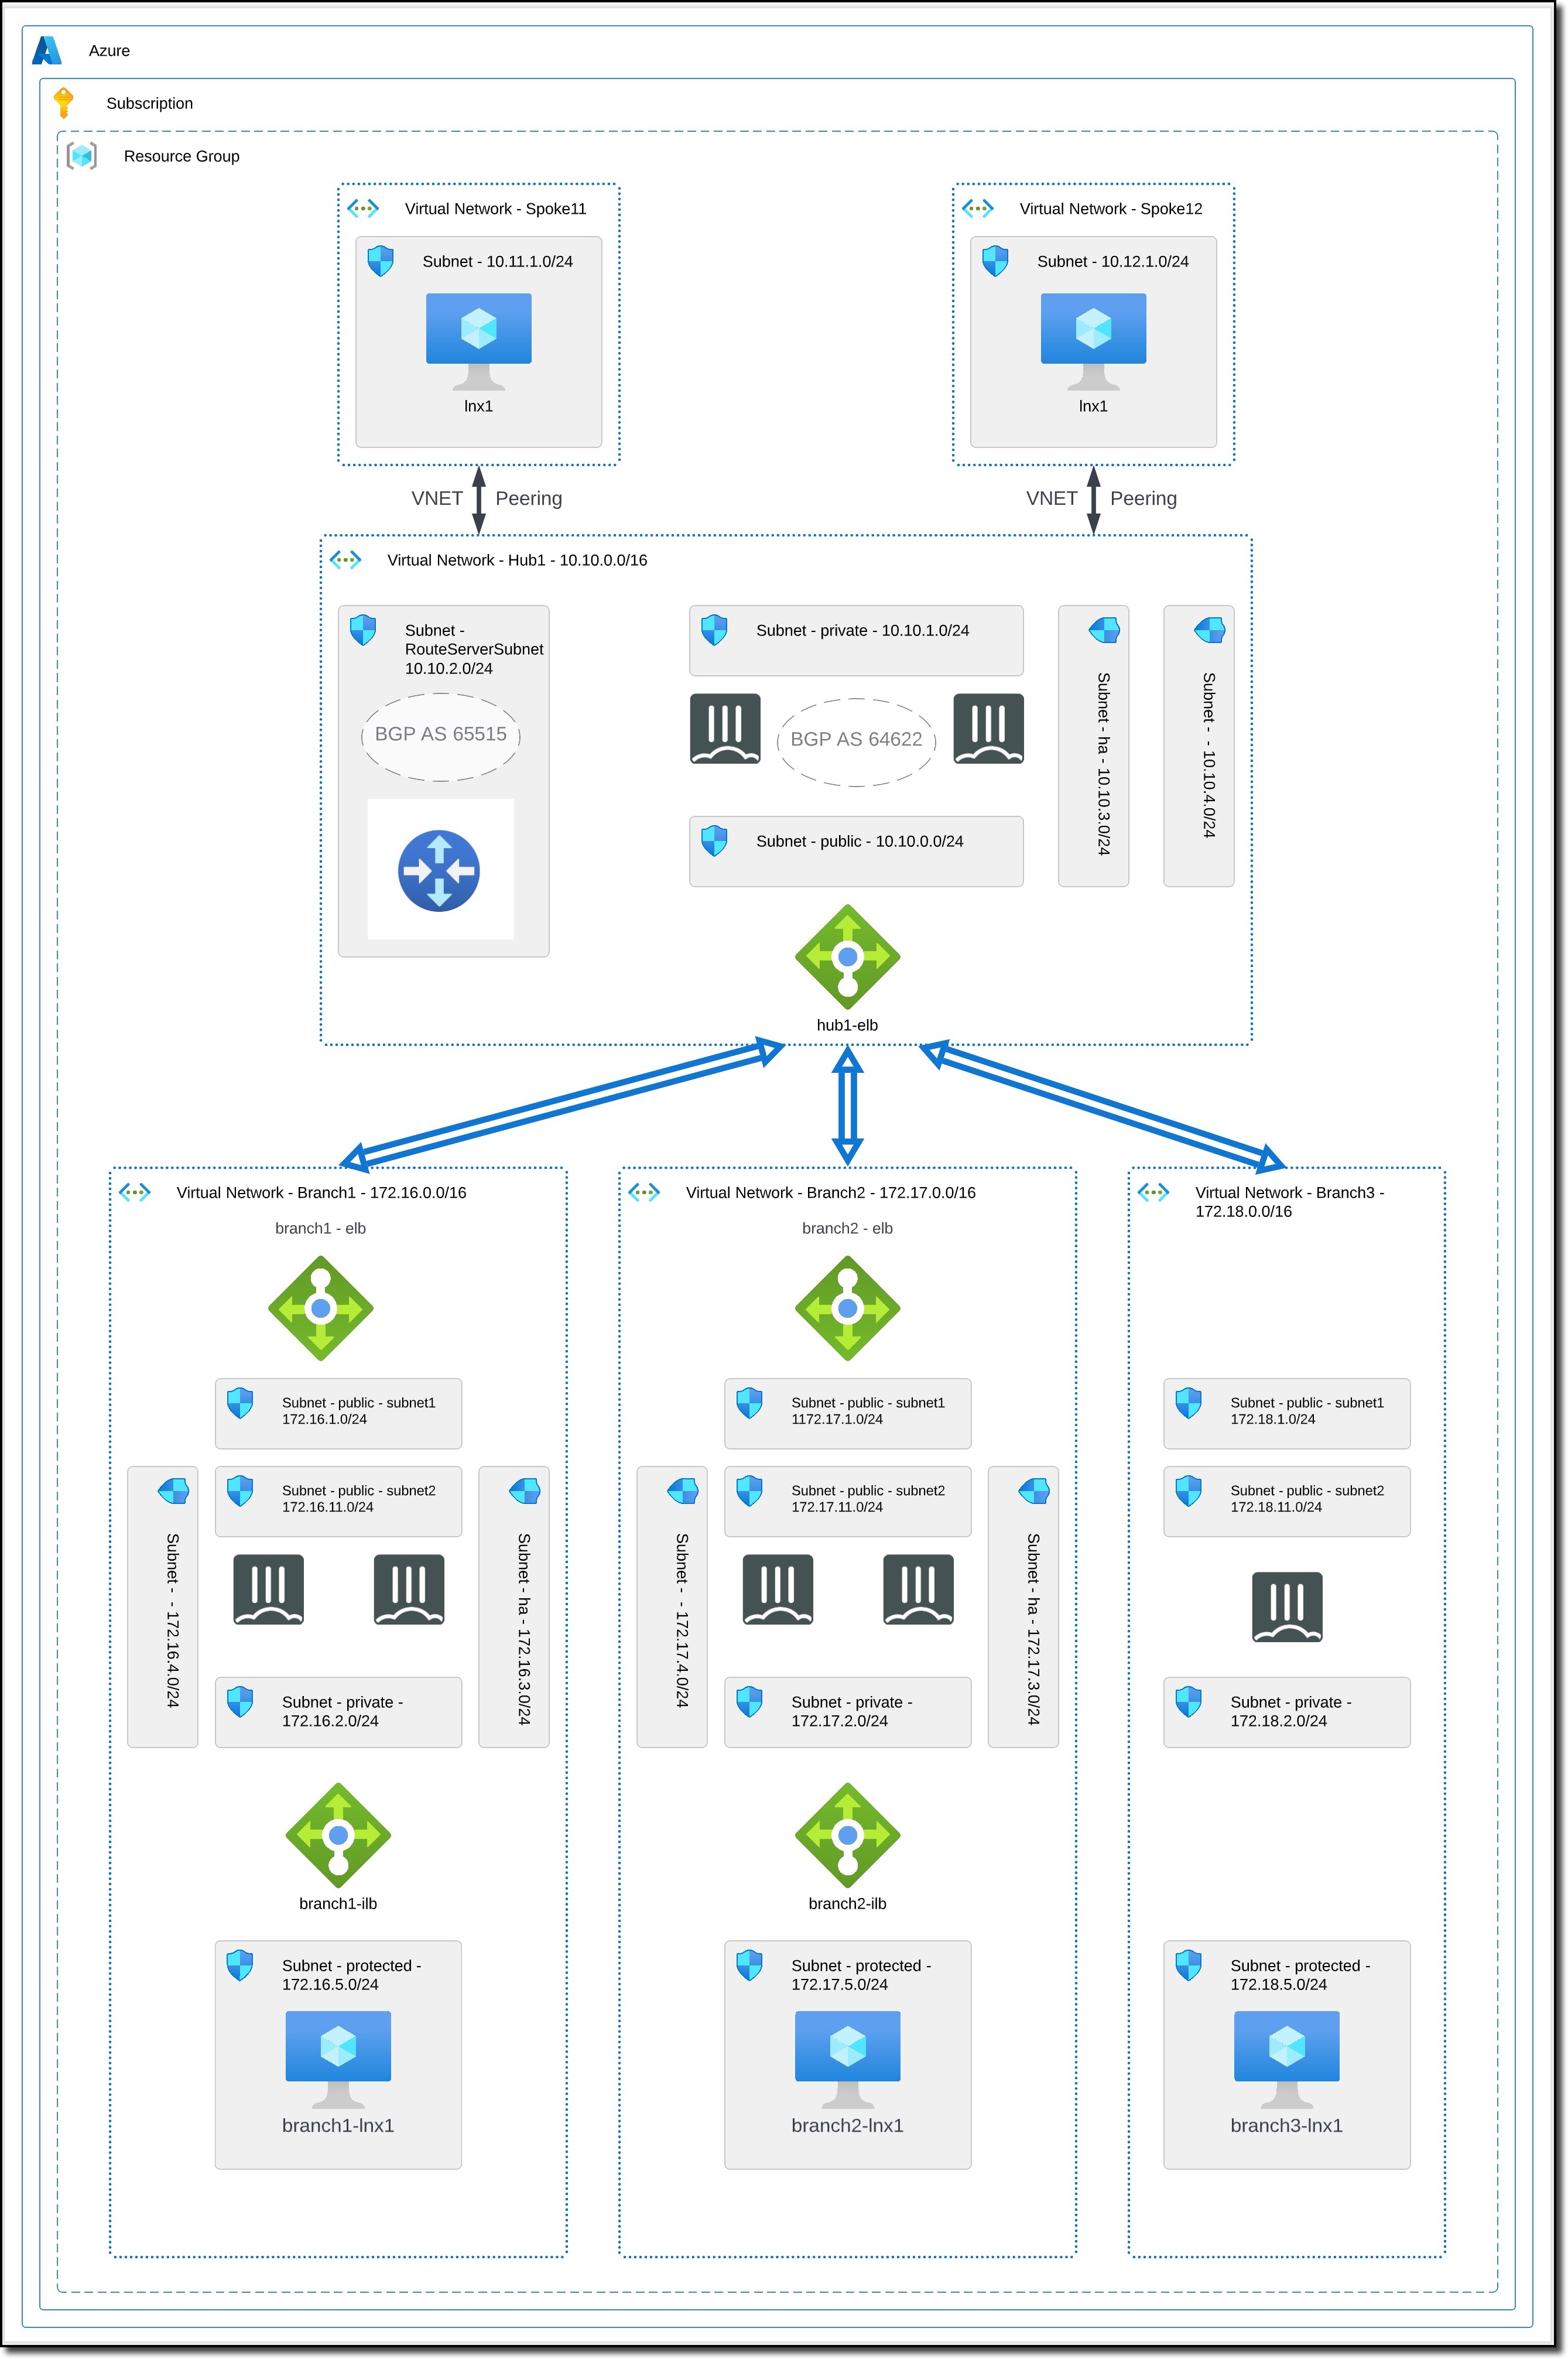 Azure
Subscription
Resource Group
Virtual Network - Spoke11
Subnet - 10.11.1.0/24
lnx1
Virtual Network - Spoke12
Subnet - 10.12.1.0/24
lnx1
VNET Peering
VNET Peering
Virtual Network - Hub1 - 10.10.0.0/16
Subnet -
RouteServerSubnet
10.10.2.0/24
BGP AS 65515
Subnet - private - 10.10.1.0/24
BGP AS 64622
Subnet - public - 10.10.0.0/24
Subnet - ha - 10.10.3.0/24
Subnet - - 10.10.4.0/24
hub1-elb
Virtual Network - Branch1 - 172.16.0.0/16
branch1 - elb
Subnet - public - subnet1
172.16.1.0/24
Subnet - public - subnet2
172.16.11.0/24
Subnet - - 172.16.4.0/24
Subnet - ha - 172.16.3.0/24
Subnet - private -
172.16.2.0/24
branch1-ilb
Subnet - protected -
172.16.5.0/24
branch1-lnx1
Virtual Network - Branch2 - 172.17.0.0/16
branch2 - elb
Subnet - public - subnet1
1172.17.1.0/24
Subnet - public - subnet2
172.17.11.0/24
Subnet - - 172.17.4.0/24
Subnet - ha - 172.17.3.0/24
Subnet - private -
172.17.2.0/24
branch2-ilb
Subnet - protected -
172.17.5.0/24
branch2-lnx1
Virtual Network - Branch3 -
172.18.0.0/16
Subnet - public - subnet1
172.18.1.0/24
Subnet - public - subnet2
172.18.11.0/24
Subnet - private -
172.18.2.0/24
Subnet - protected -
172.18.5.0/24
branch3-lnx1